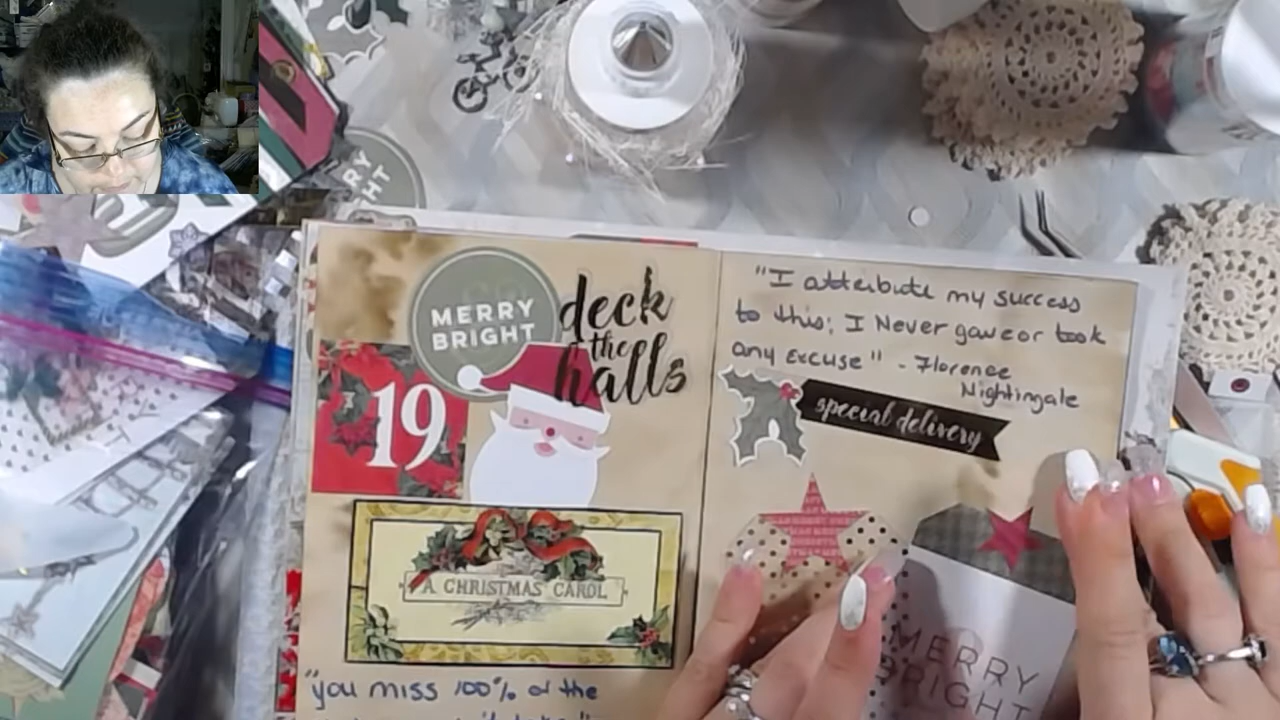 MERRY
BRIGHT
deck
the
halls
19
A CHRISTMAS CAROL
"you miss 100% of the
"I atteibute my success
to this; I Never gave or took
any Excuse" - Florence
Nightingale
special delivery
MERRY
BRIGHT